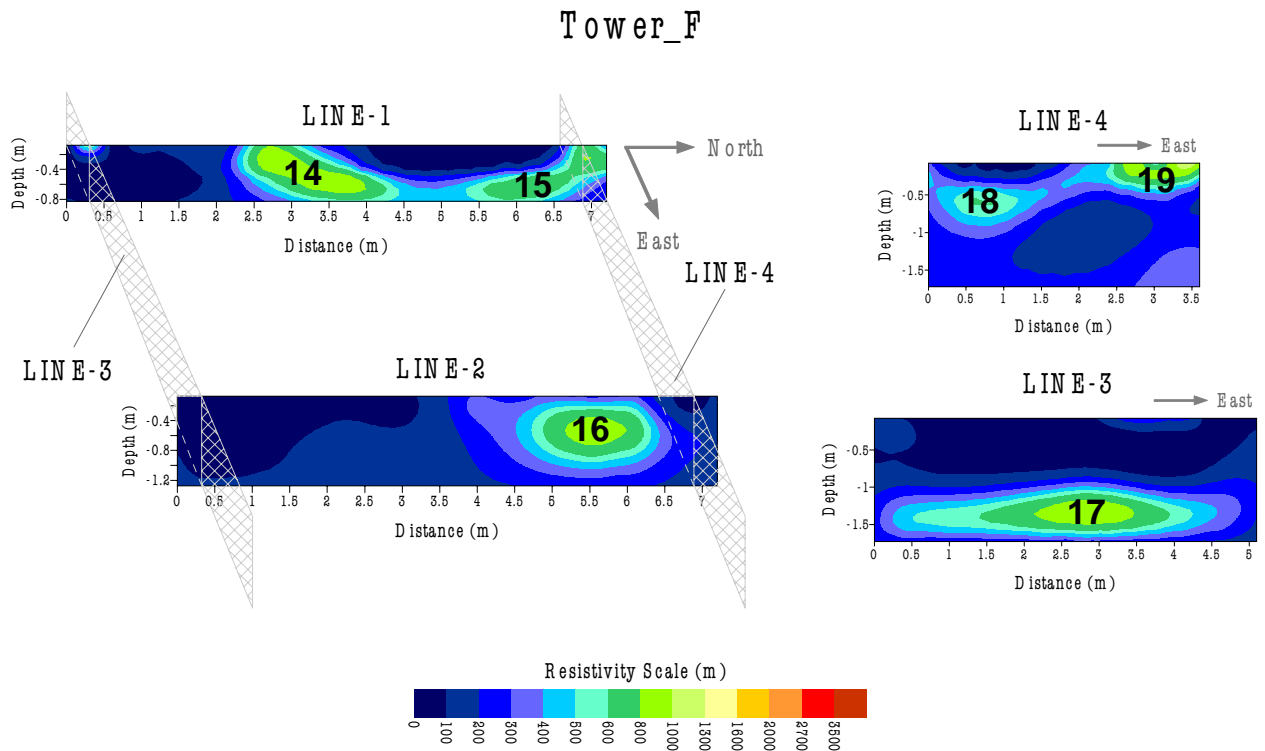 Tower_F
LINE-1
North
East
Depth (m)
-0.4
-0.8
14
15
0 0.5 1 1.5 2 2.5 3 3.5 4 4.5 5 5.5 6 6.5 7
Distance (m)
LINE-4
East
Depth (m)
-0.5
-1
-1.5
18
19
0 0.5 1 1.5 2 2.5 3 3.5
Distance (m)
LINE-3
LINE-4
LINE-2
Depth (m)
-0.4
-0.8
-1.2
16
0 0.5 1 1.5 2 2.5 3 3.5 4 4.5 5 5.5 6 6.5 7
Distance (m)
LINE-3
East
Depth (m)
-0.5
-1
-1.5
17
0 0.5 1 1.5 2 2.5 3 3.5 4 4.5 5
Distance (m)
Resistivity Scale (m)
0 100 200 300 400 500 600 800 1000 1300 1600 2000 2700 3500